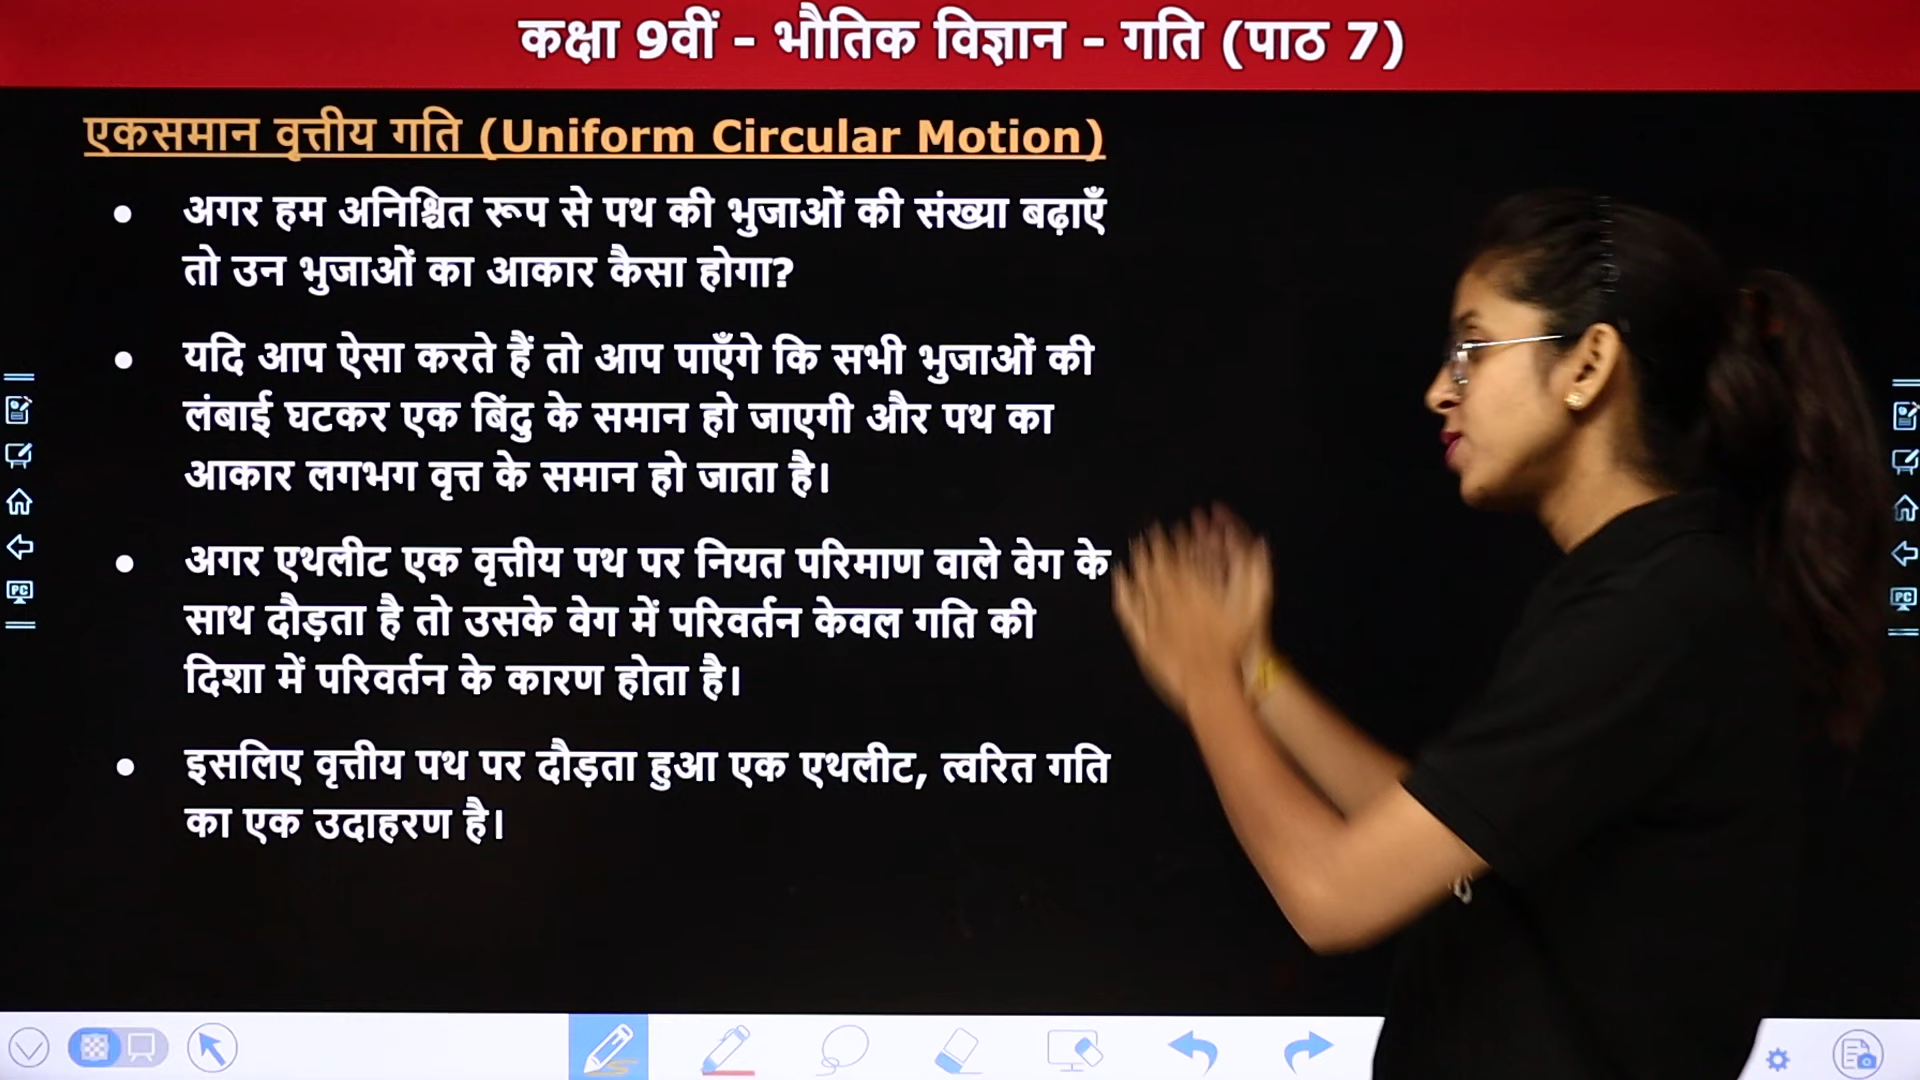 कक्षा 9वीं - भौतिक विज्ञान - गति (पाठ 7)
एकसमान वृत्तीय गति (Uniform Circular Motion)
• अगर हम अनिश्चित रूप से पथ की भुजाओं की संख्या बढ़ाएँ
तो उन भुजाओं का आकार कैसा होगा?
• यदि आप ऐसा करते हैं तो आप पाएँगे कि सभी भुजाओं की
लंबाई घटकर एक बिंदु के समान हो जाएगी और पथ का
आकार लगभग वृत्त के समान हो जाता है।
• अगर एथलीट एक वृत्तीय पथ पर नियत परिमाण वाले वेग के
साथ दौड़ता है तो उसके वेग में परिवर्तन केवल गति की
दिशा में परिवर्तन के कारण होता है।
• इसलिए वृत्तीय पथ पर दौड़ता हुआ एक एथलीट, त्वरित गति
का एक उदाहरण है।
PC
PC